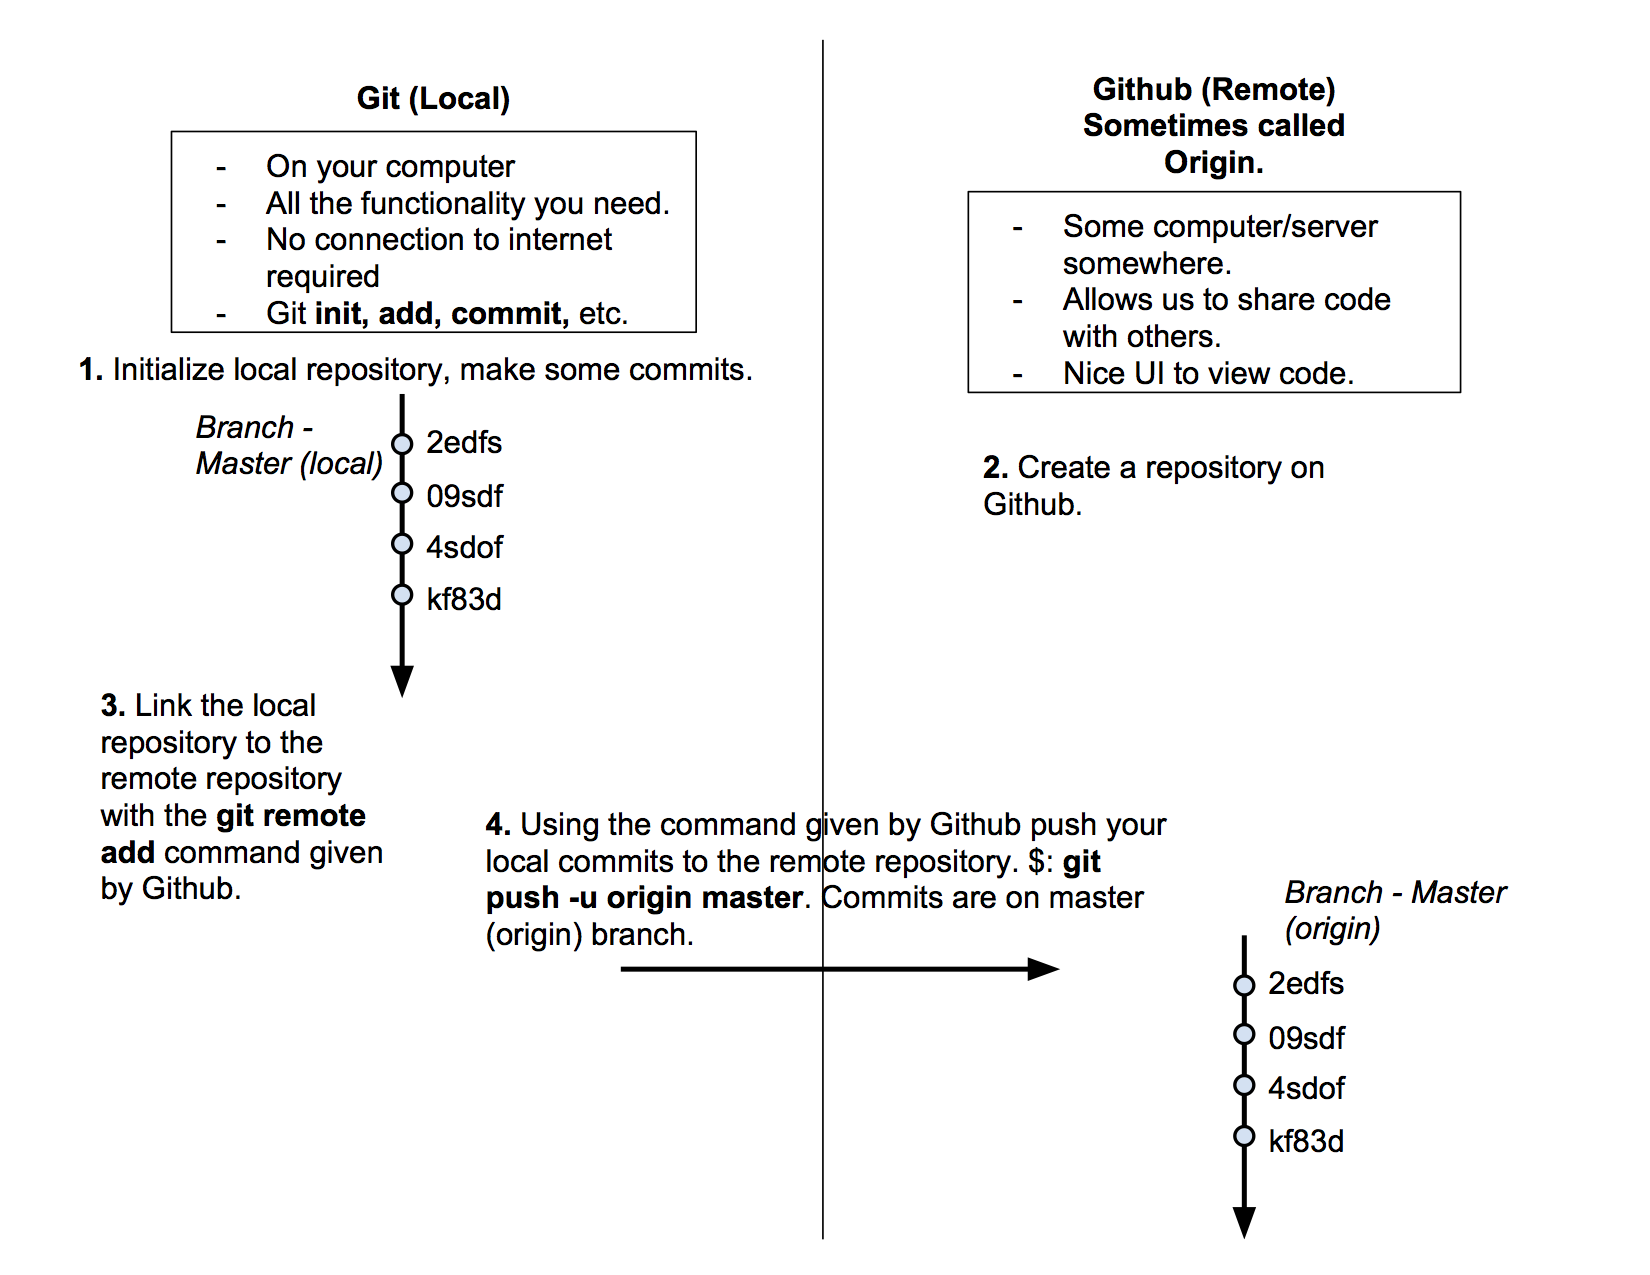 Git (Local)
- On your computer
- All the functionality you need.
- No connection to internet
required
- Git init, add, commit, etc.
1. Initialize local repository, make some commits.
Branch -
Master (local)
2edfs
09sdf
4sdof
kf83d
3. Link the local
repository to the
remote repository
with the git remote
add command given
by Github.
Github (Remote)
Sometimes called
Origin.
- Some computer/server
somewhere.
- Allows us to share code
with others.
- Nice UI to view code.
2. Create a repository on
Github.
4. Using the command given by Github push your
local commits to the remote repository. $: git
push -u origin master. Commits are on master
(origin) branch.
Branch - Master
(origin)
2edfs
09sdf
4sdof
kf83d